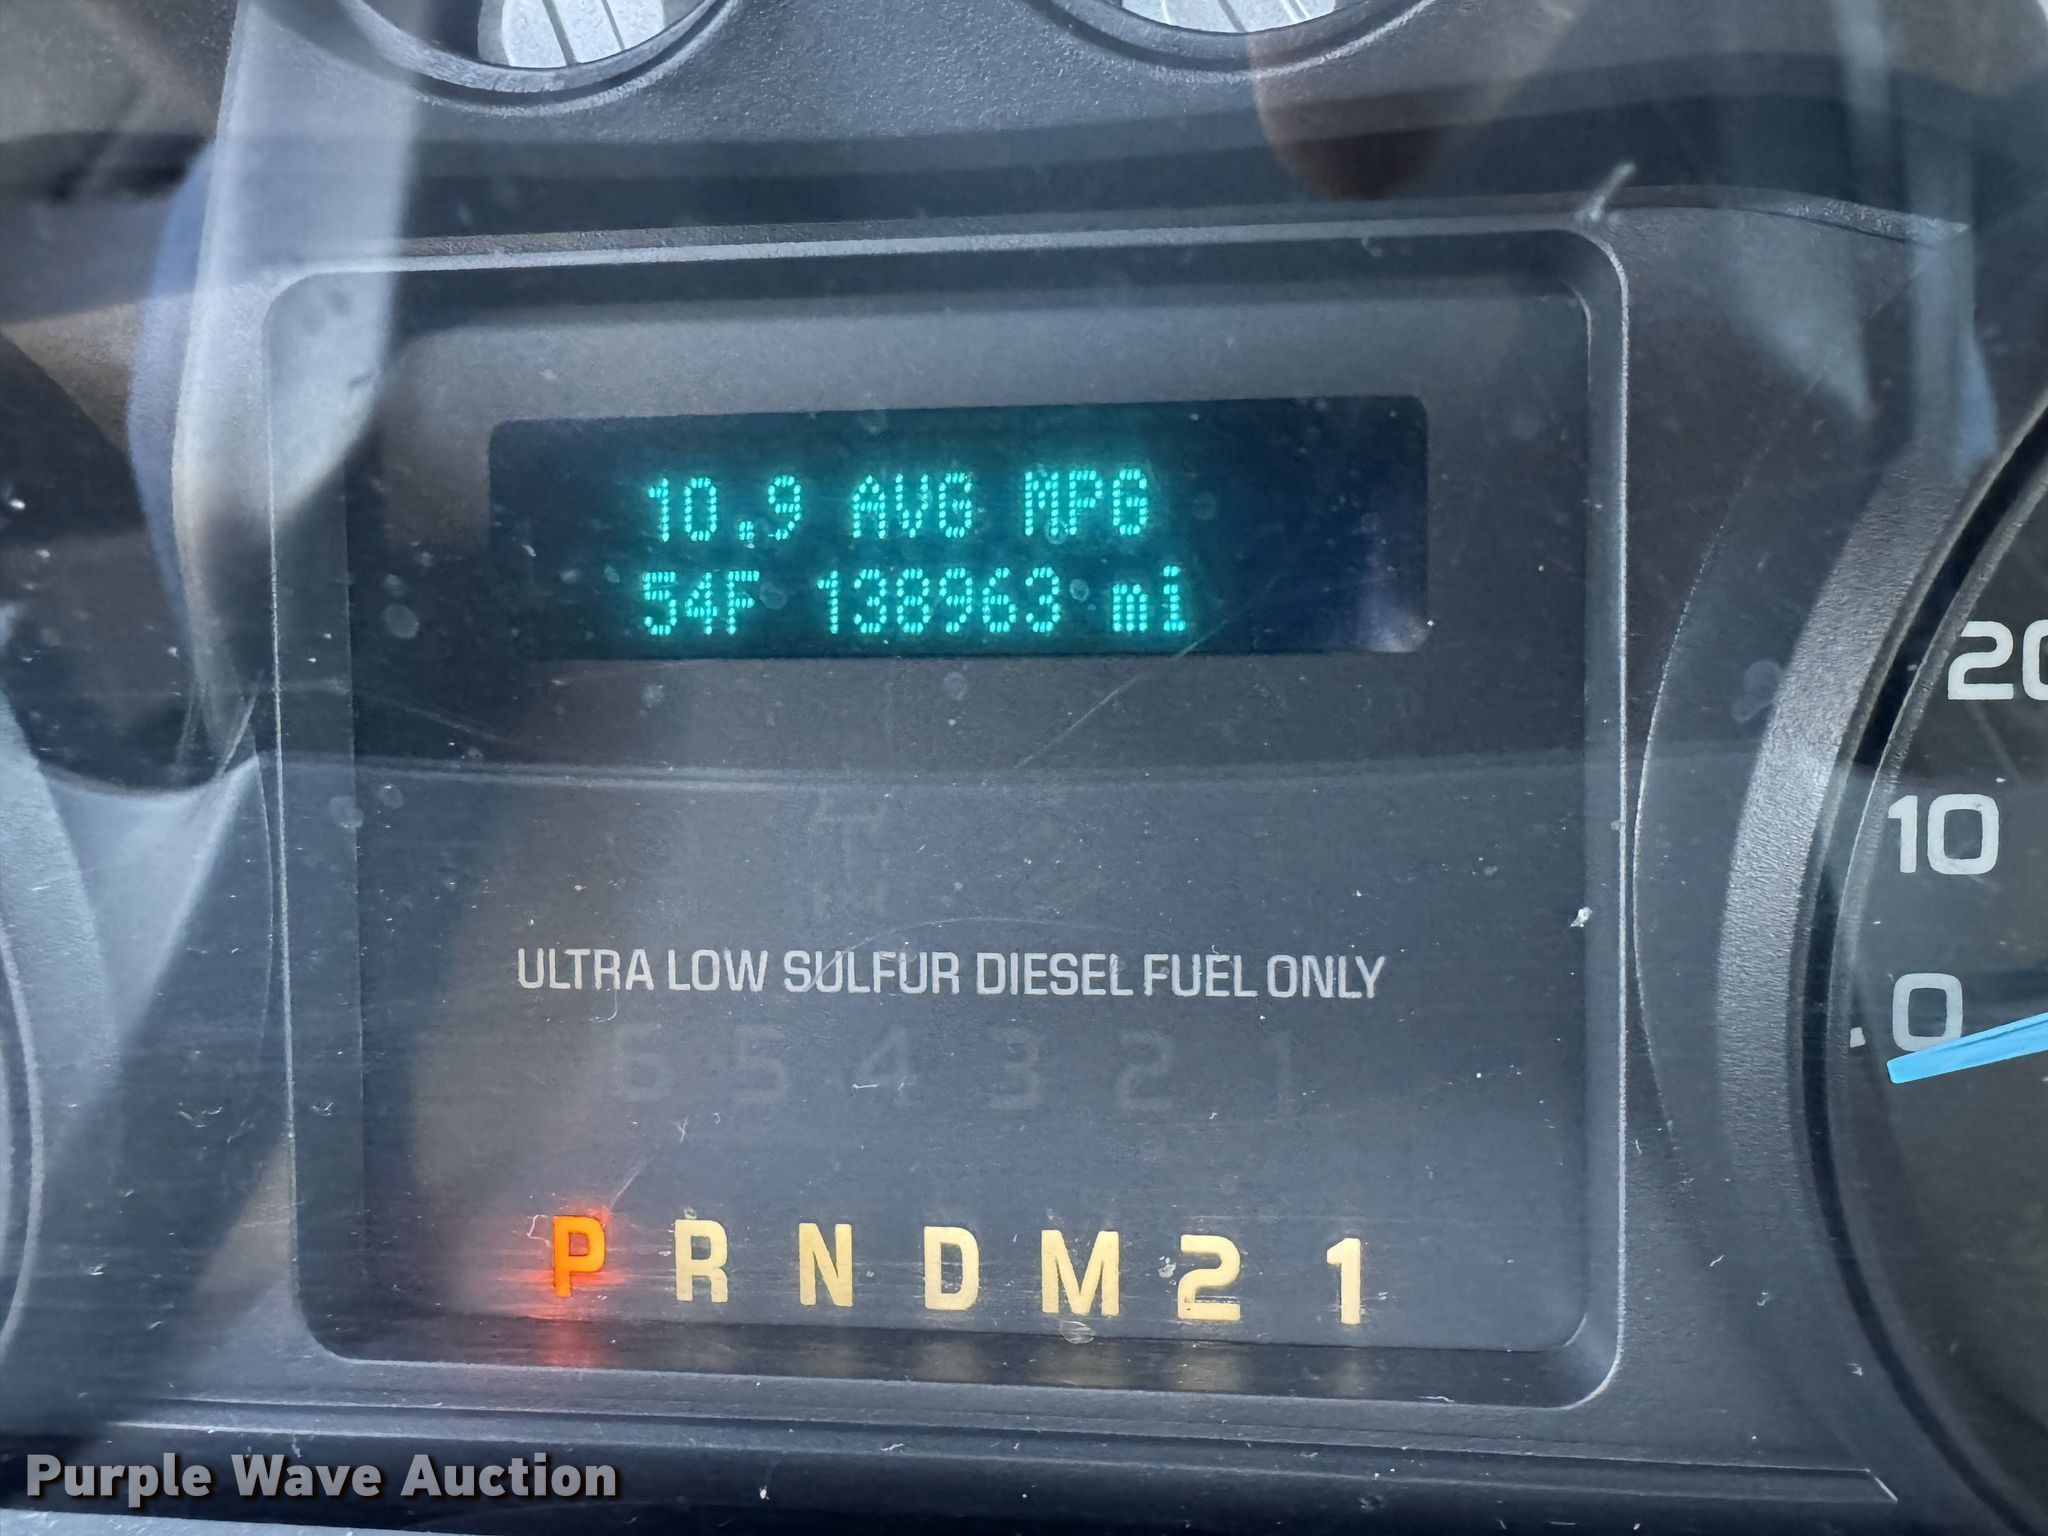 10.9 AVG MPG
54F 138963 mi
20
10
0
ULTRA LOW SULFUR DIESEL FUEL ONLY
6 5 4 3 2 1
P R N D M 2 1
Purple Wave Auction